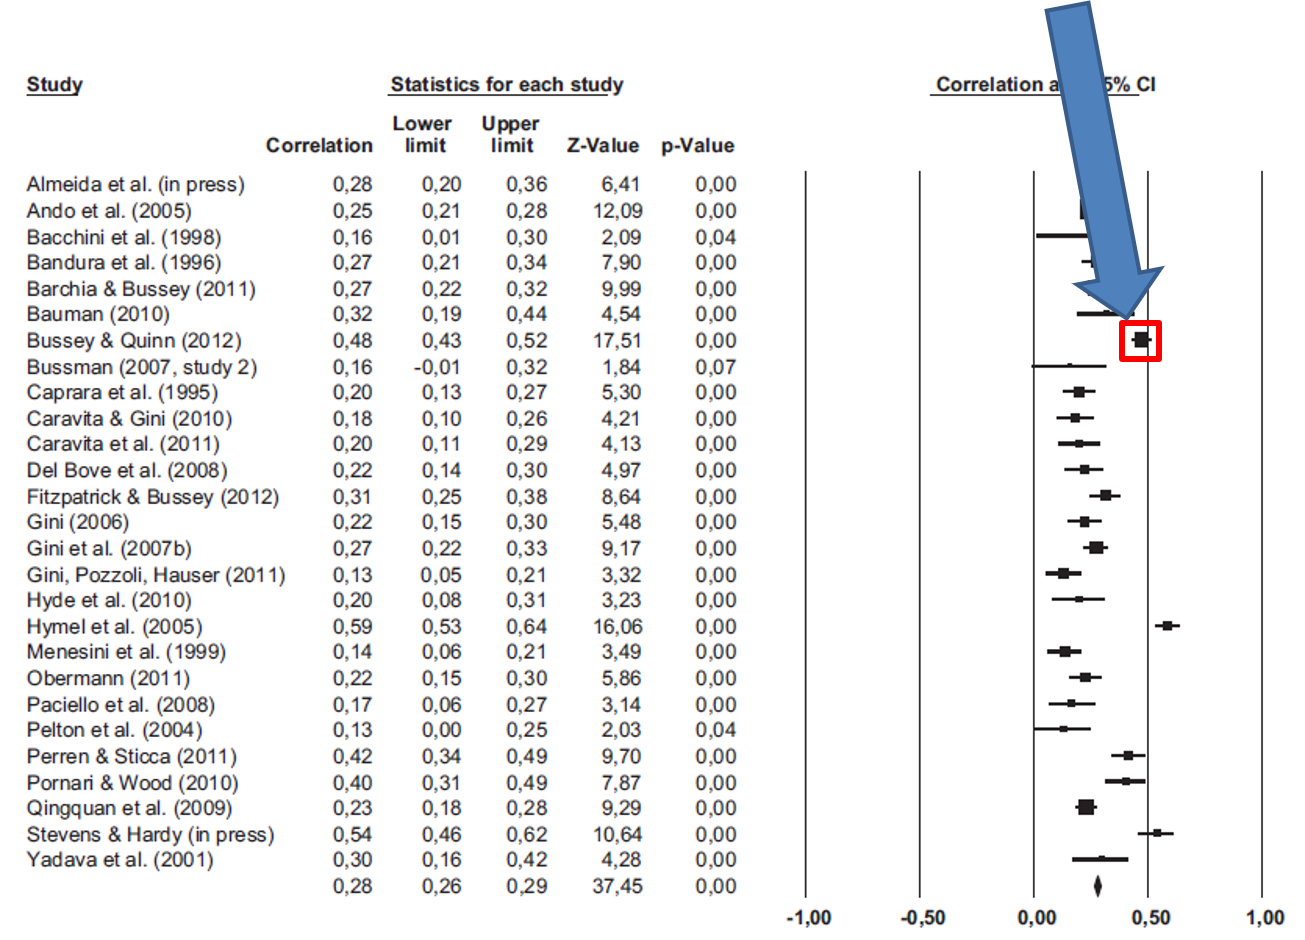 Study Statistics for each study Correlation a 5% CI
Lower Upper
Correlation limit limit Z-Value p-Value
Almeida et al. (in press) 0,28 0,20 0,36 6,41 0,00
Ando et al. (2005) 0,25 0,21 0,28 12,09 0,00
Bacchini et al. (1998) 0,16 0,01 0,30 2,09 0,04
Bandura et al. (1996) 0,27 0,21 0,34 7,90 0,00
Barchia & Bussey (2011) 0,27 0,22 0,32 9,99 0,00
Bauman (2010) 0,32 0,19 0,44 4,54 0,00
Bussey & Quinn (2012) 0,48 0,43 0,52 17,51 0,00
Bussman (2007, study 2) 0,16 -0,01 0,32 1,84 0,07
Caprara et al. (1995) 0,20 0,13 0,27 5,30 0,00
Caravita & Gini (2010) 0,18 0,10 0,26 4,21 0,00
Caravita et al. (2011) 0,20 0,11 0,29 4,13 0,00
Del Bove et al. (2008) 0,22 0,14 0,30 4,97 0,00
Fitzpatrick & Bussey (2012) 0,31 0,25 0,38 8,64 0,00
Gini (2006) 0,22 0,15 0,30 5,48 0,00
Gini et al. (2007b) 0,27 0,22 0,33 9,17 0,00
Gini, Pozzoli, Hauser (2011) 0,13 0,05 0,21 3,32 0,00
Hyde et al. (2010) 0,20 0,08 0,31 3,23 0,00
Hymel et al. (2005) 0,59 0,53 0,64 16,06 0,00
Menesini et al. (1999) 0,14 0,06 0,21 3,49 0,00
Obermann (2011) 0,22 0,15 0,30 5,86 0,00
Paciello et al. (2008) 0,17 0,06 0,27 3,14 0,00
Pelton et al. (2004) 0,13 0,00 0,25 2,03 0,04
Perren & Sticca (2011) 0,42 0,34 0,49 9,70 0,00
Pornari & Wood (2010) 0,40 0,31 0,49 7,87 0,00
Qingquan et al. (2009) 0,23 0,18 0,28 9,29 0,00
Stevens & Hardy (in press) 0,54 0,46 0,62 10,64 0,00
Yadava et al. (2001) 0,30 0,16 0,42 4,28 0,00
0,28 0,26 0,29 37,45 0,00
-1,00 -0,50 0,00 0,50 1,00